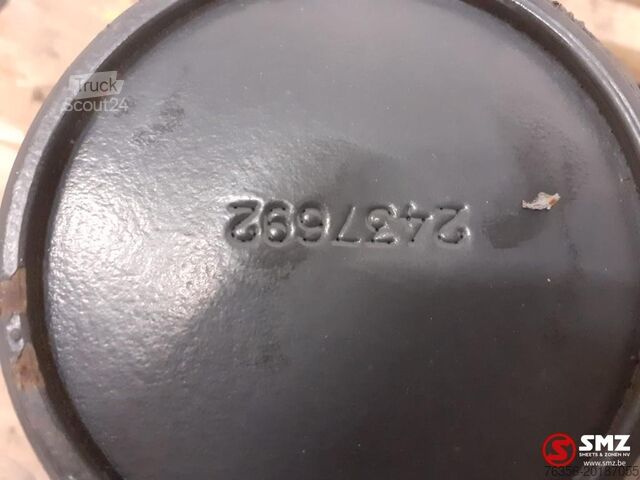 Truck
Scout24
2437692
SMZ
SHEETS & ZONEN NV
www.smz.be